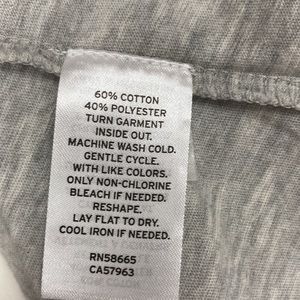 60% COTTON
40% POLYESTER
TURN GARMENT
INSIDE OUT.
MACHINE WASH COLD.
GENTLE CYCLE.
WITH LIKE COLORS.
ONLY NON-CHLORINE
BLEACH IF NEEDED.
RESHAPE.
LAY FLAT TO DRY.
COOL IRON IF NEEDED.
RN58665
CA57963